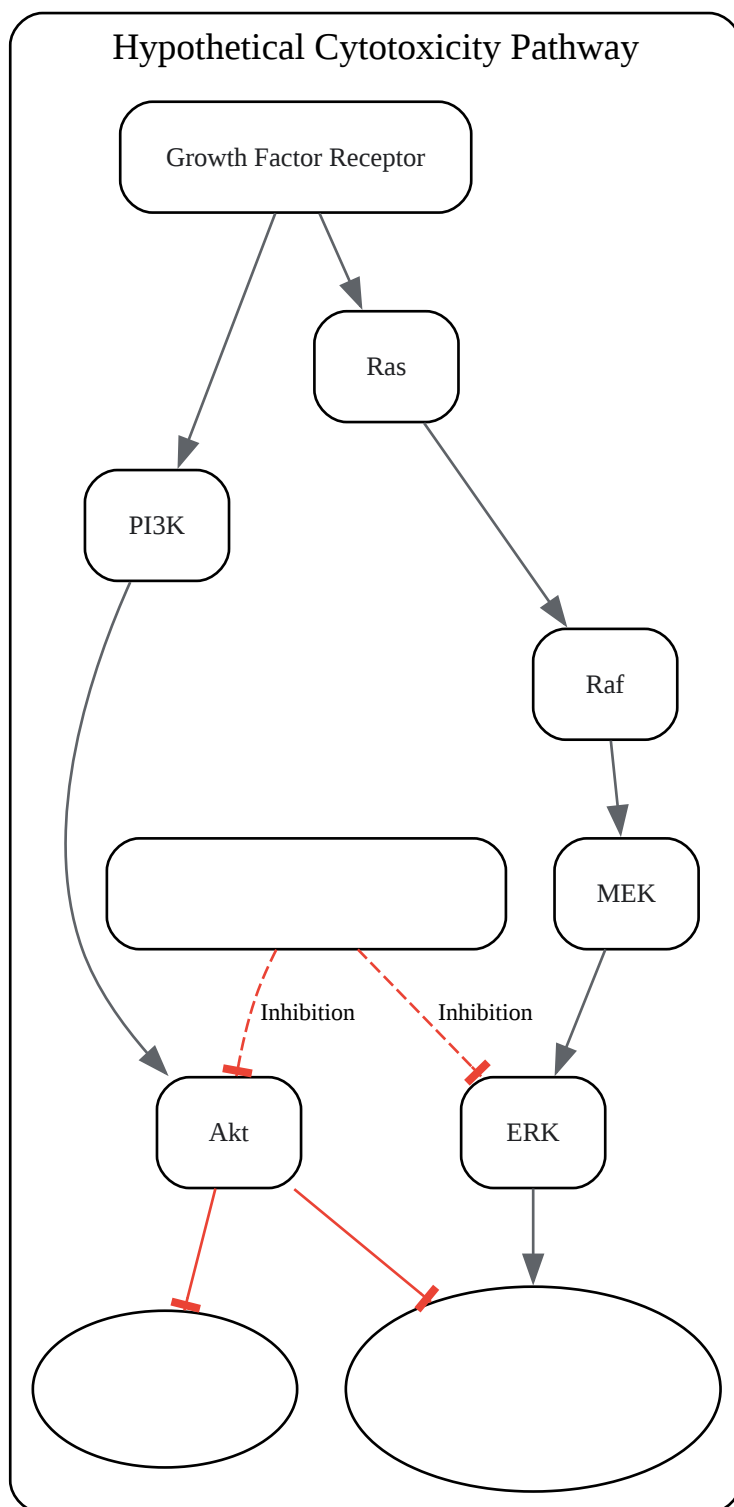 Hypothetical Cytotoxicity Pathway
Growth Factor Receptor
Ras
PI3K
Raf
MEK
Inhibition
Inhibition
Akt
ERK